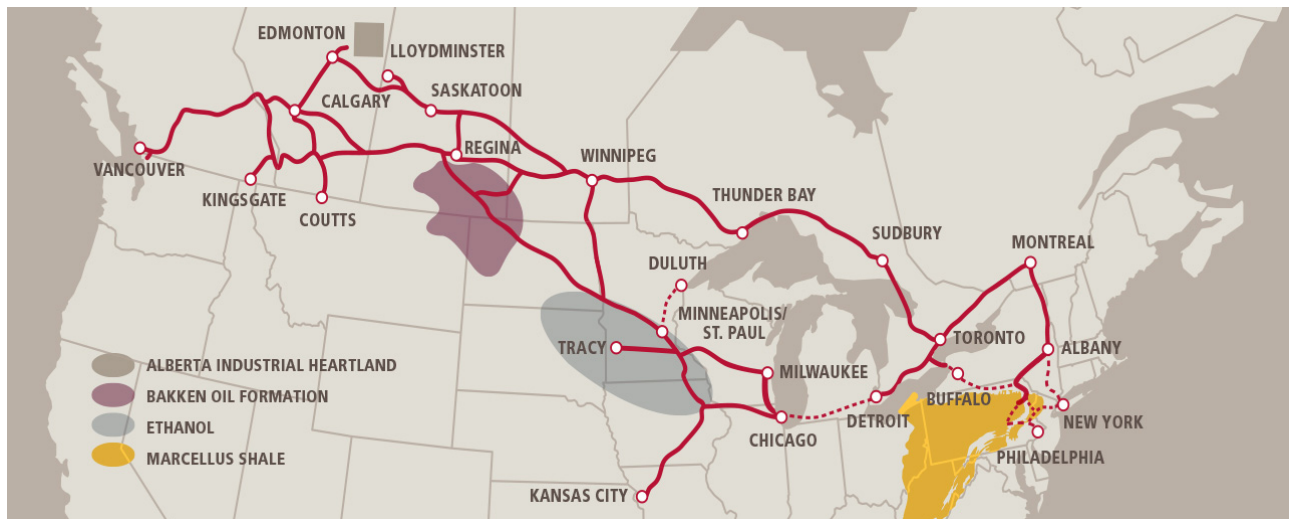 EDMONTON
LLOYDMINSTER
SASKATOON
CALGARY
VANCOUVER
REGINA
WINNIPEG
KINGSGATE
COUTTS
THUNDER BAY
SUDBURY
MONTREAL
DULUTH
MINNEAPOLIS/
ST. PAUL
TORONTO
ALBANY
TRACY
MILWAUKEE
BUFFALO
DETROIT
NEW YORK
CHICAGO
PHILADELPHIA
KANSAS CITY
ALBERTA INDUSTRIAL HEARTLAND
BAKKEN OIL FORMATION
ETHANOL
MARCELLUS SHALE